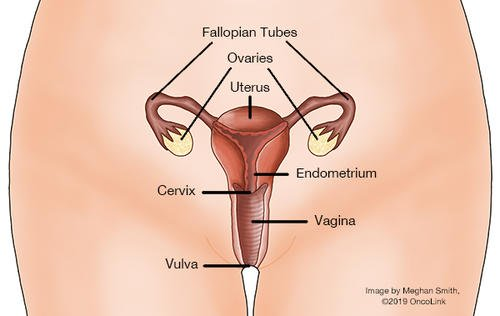 Fallopian Tubes
Ovaries
Uterus
Endometrium
Cervix
Vagina
Vulva
Image by Meghan Smith,
©2019 OncoLink